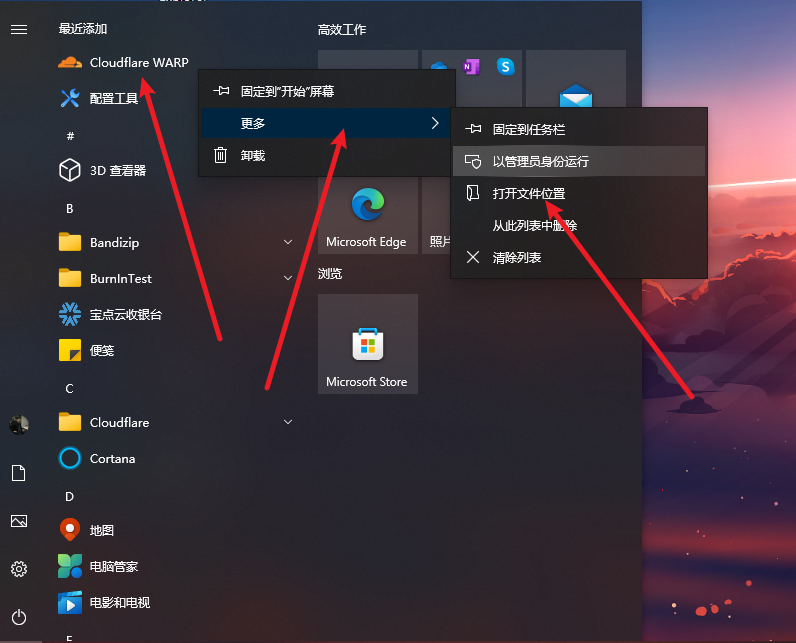 最近添加
Cloudflare WARP
配置工具
#
3D 查看器
B
Bandizip
BurnInTest
宝点云收银台
便笺
C
Cloudflare
Cortana
D
地图
电脑管家
电影和电视
F
高效工作
固定到"开始"屏幕
更多
卸载
固定到任务栏
以管理员身份运行
打开文件位置
从此列表中删除
清除列表
Microsoft Edge
照片
浏览
Microsoft Store